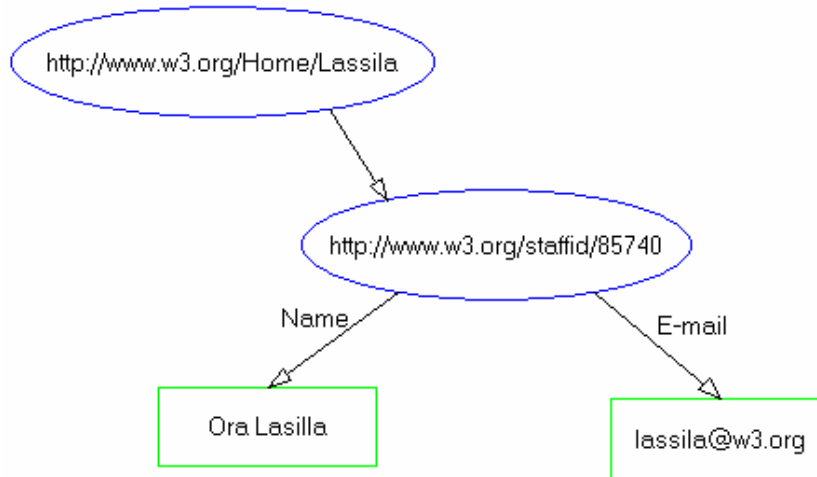 http://www.w3.org/Home/Lassila
http://www.w3.org/staffid/85740
Name
E-mail
Ora Lasilla
lassila@w3.org